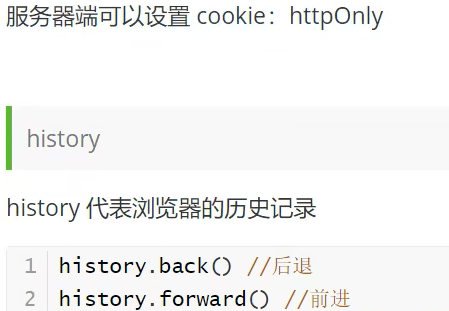 服务器端可以设置 cookie：httpOnly
history
history 代表浏览器的历史记录
1 history.back() //后退
2 history.forward() //前进